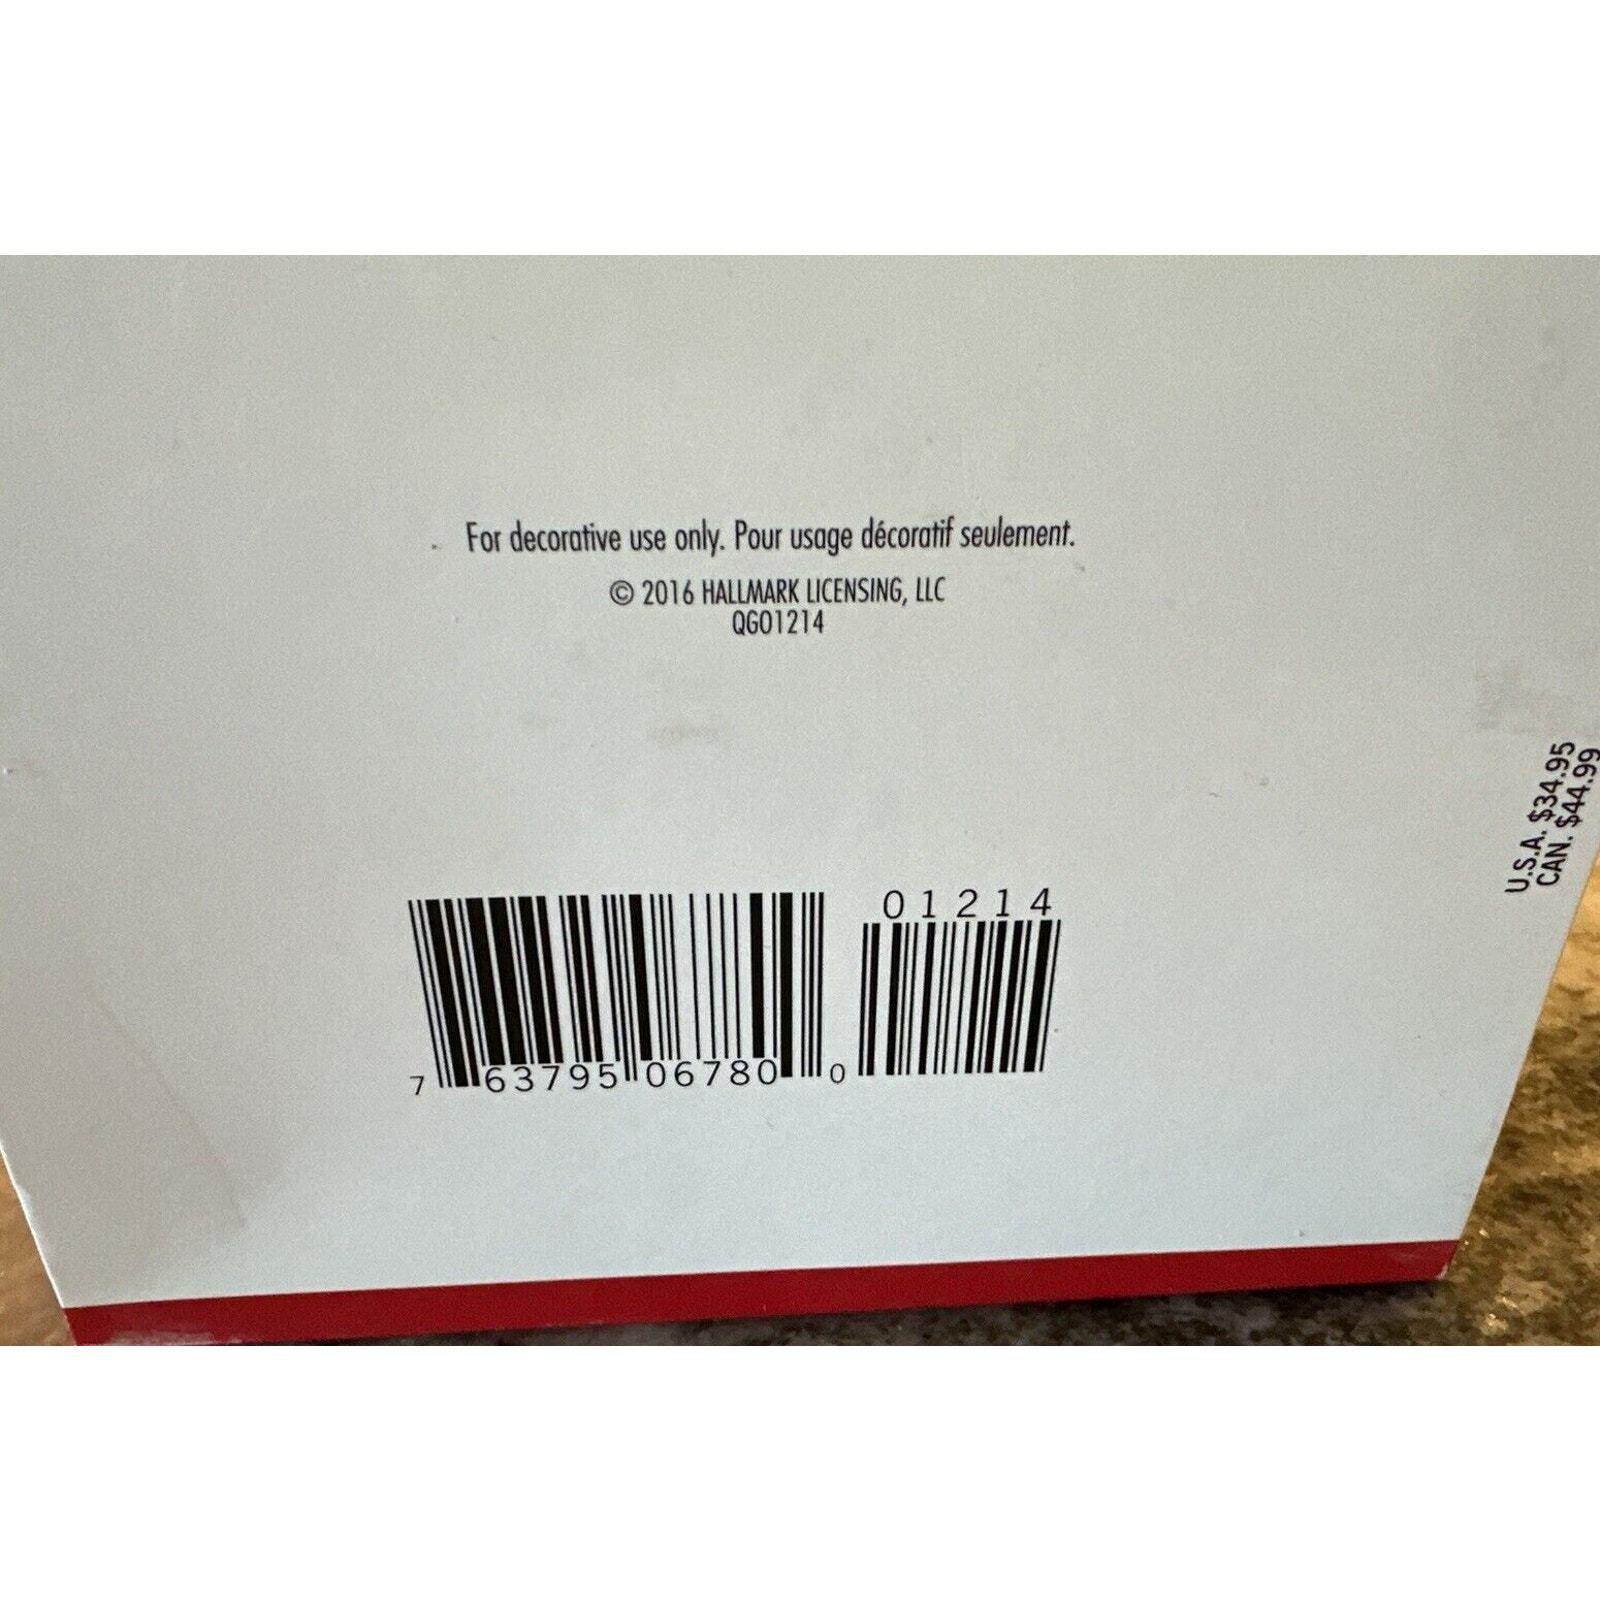 For decorative use only. Pour usage décoratif seulement.
© 2016 HALLMARK LICENSING, LLC
QGO1214
U.S.A. $34.95
CAN. $44.99
01214
7 63795 06780 0